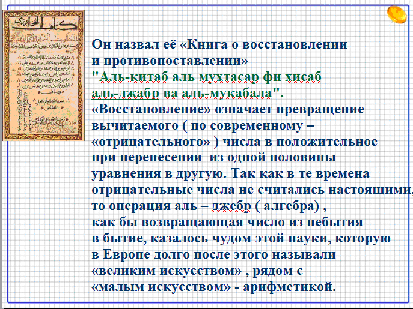 Он назвал её «Книга о восстановлении
и противопоставлении»
"Аль-китаб аль мухтасар фи хисаб
аль-джабр ва аль-мукабала".
«Восстановление» означает превращение
вычитаемого ( по современному –
«отрицательного» ) числа в положительное
при перенесении из одной половины
уравнения в другую. Так как в те времена
отрицательные числа не считались настоящими,
то операция аль – джебр ( алгебра) ,
как бы возвращающая число из небытия
в бытие, казалось чудом этой науки, которую
в Европе долго после этого называли
«великим искусством» , рядом с
«малым искусством» - арифметикой.